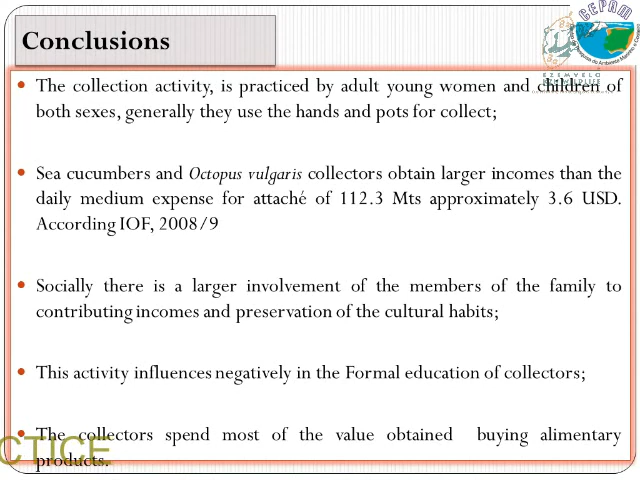 CEPAM
Conclusions
EZEMVELO
The collection activity, is practiced by adult young women and children of
both sexes, generally they use the hands and pots for collect;
Sea cucumbers and Octopus vulgaris collectors obtain larger incomes than the
daily medium expense for attaché of 112.3 Mts approximately 3.6 USD.
According IOF, 2008/9
Socially there is a larger involvement of the members of the family to
contributing incomes and preservation of the cultural habits;
This activity influences negatively in the Formal education of collectors;
The collectors spend most of the value obtained buying alimentary
products.
CTICE